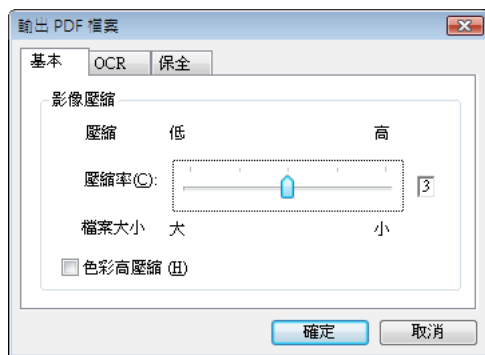 輸出 PDF 檔案
基本 OCR 保全
影像壓縮
壓縮 低 高
壓縮率(C): 3
檔案大小 大 小
色彩高壓縮 (H)
確定 取消